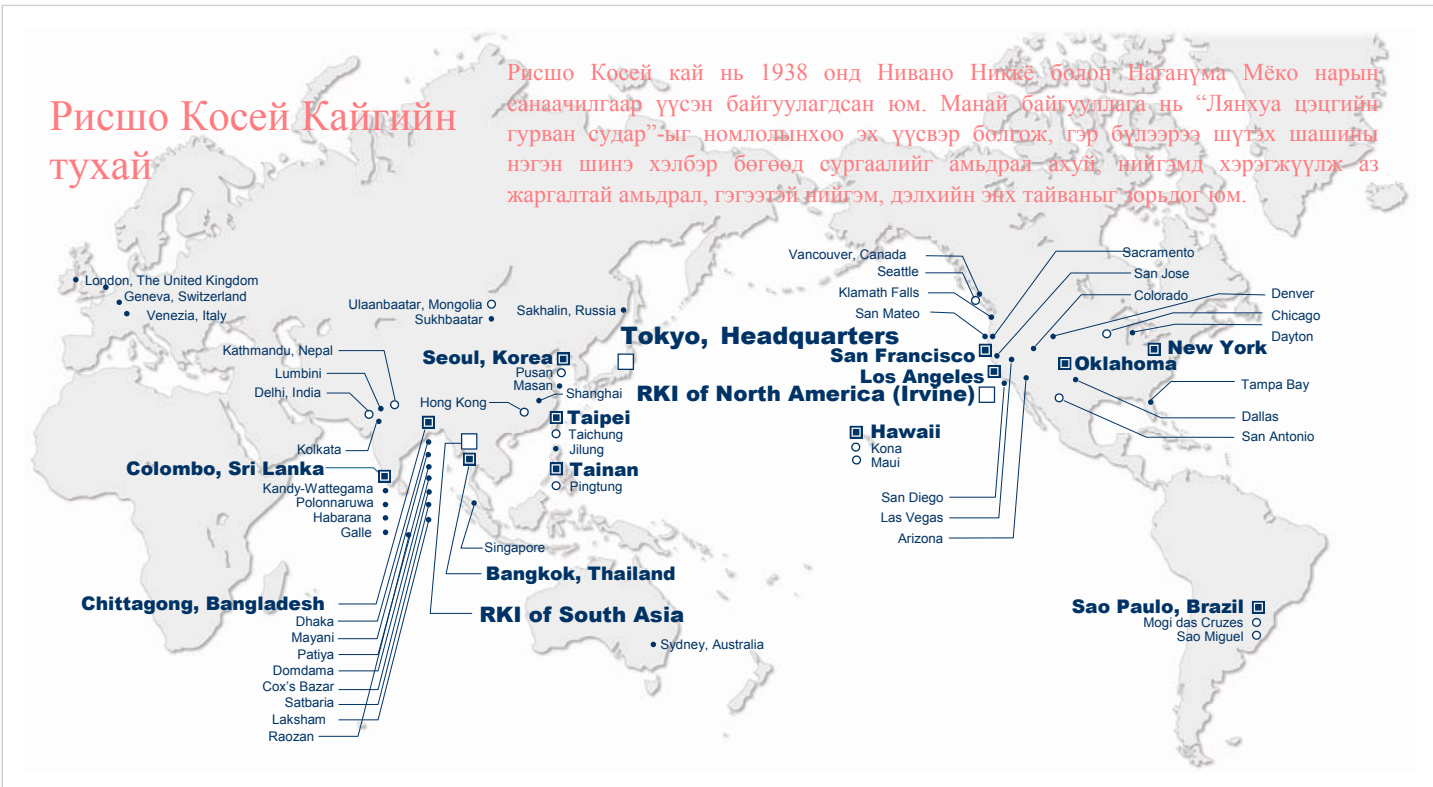 Рисшо Косей Кайгийн
тухай
Рисшо Косей кай нь 1938 онд Нивано Никкё болон Наганума Мёко нарын
санаачилгаар үүсэн байгуулагдсан юм. Манай байгууллага нь “Лянхуа цэцгийн
гурван судар”-ыг номлолынхоо эх үүсвэр болгож, гэр бүлээрээ шүтэх шашины
нэгэн шинэ хэлбэр бөгөөд сургаалийг амьдрал ахуй, нийгэмд хэрэгжүүлж аз
жаргалтай амьдрал, гэгээтэй нийгэм, дэлхийн энх тайваныг зорьдог юм.
London, The United Kingdom
Geneva, Switzerland
Venezia, Italy
Ulaanbaatar, Mongolia
Sukhbaatar
Sakhalin, Russia
Tokyo, Headquarters
Seoul, Korea
Pusan
Masan
Shanghai
Hong Kong
Kathmandu, Nepal
Lumbini
Delhi, India
Kolkata
Colombo, Sri Lanka
Kandy-Wattegama
Polonnaruwa
Habarana
Galle
Taipei
Taichung
Jilung
Tainan
Pingtung
Singapore
Bangkok, Thailand
RKI of South Asia
Chittagong, Bangladesh
Dhaka
Mayani
Patiya
Domdama
Cox's Bazar
Satbaria
Laksham
Raozan
Sydney, Australia
Vancouver, Canada
Seattle
Klamath Falls
San Mateo
San Francisco
Los Angeles
RKI of North America (Irvine)
Hawaii
Kona
Maui
San Diego
Las Vegas
Arizona
Sacramento
San Jose
Colorado
Denver
Chicago
Dayton
New York
Oklahoma
Tampa Bay
Dallas
San Antonio
Sao Paulo, Brazil
Mogi das Cruzes
Sao Miguel